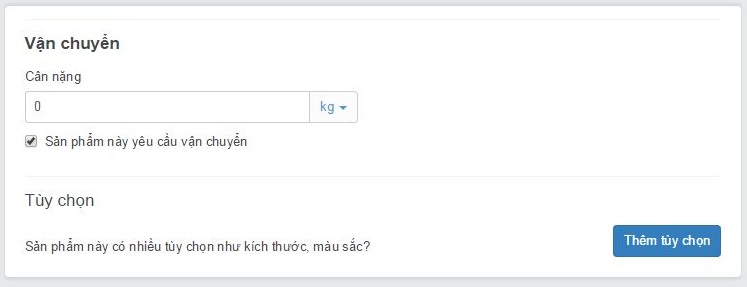 Vận chuyển
Cân nặng
0 kg
Sản phẩm này yêu cầu vận chuyển
Tùy chọn
Sản phẩm này có nhiều tùy chọn như kích thước, màu sắc? Thêm tùy chọn